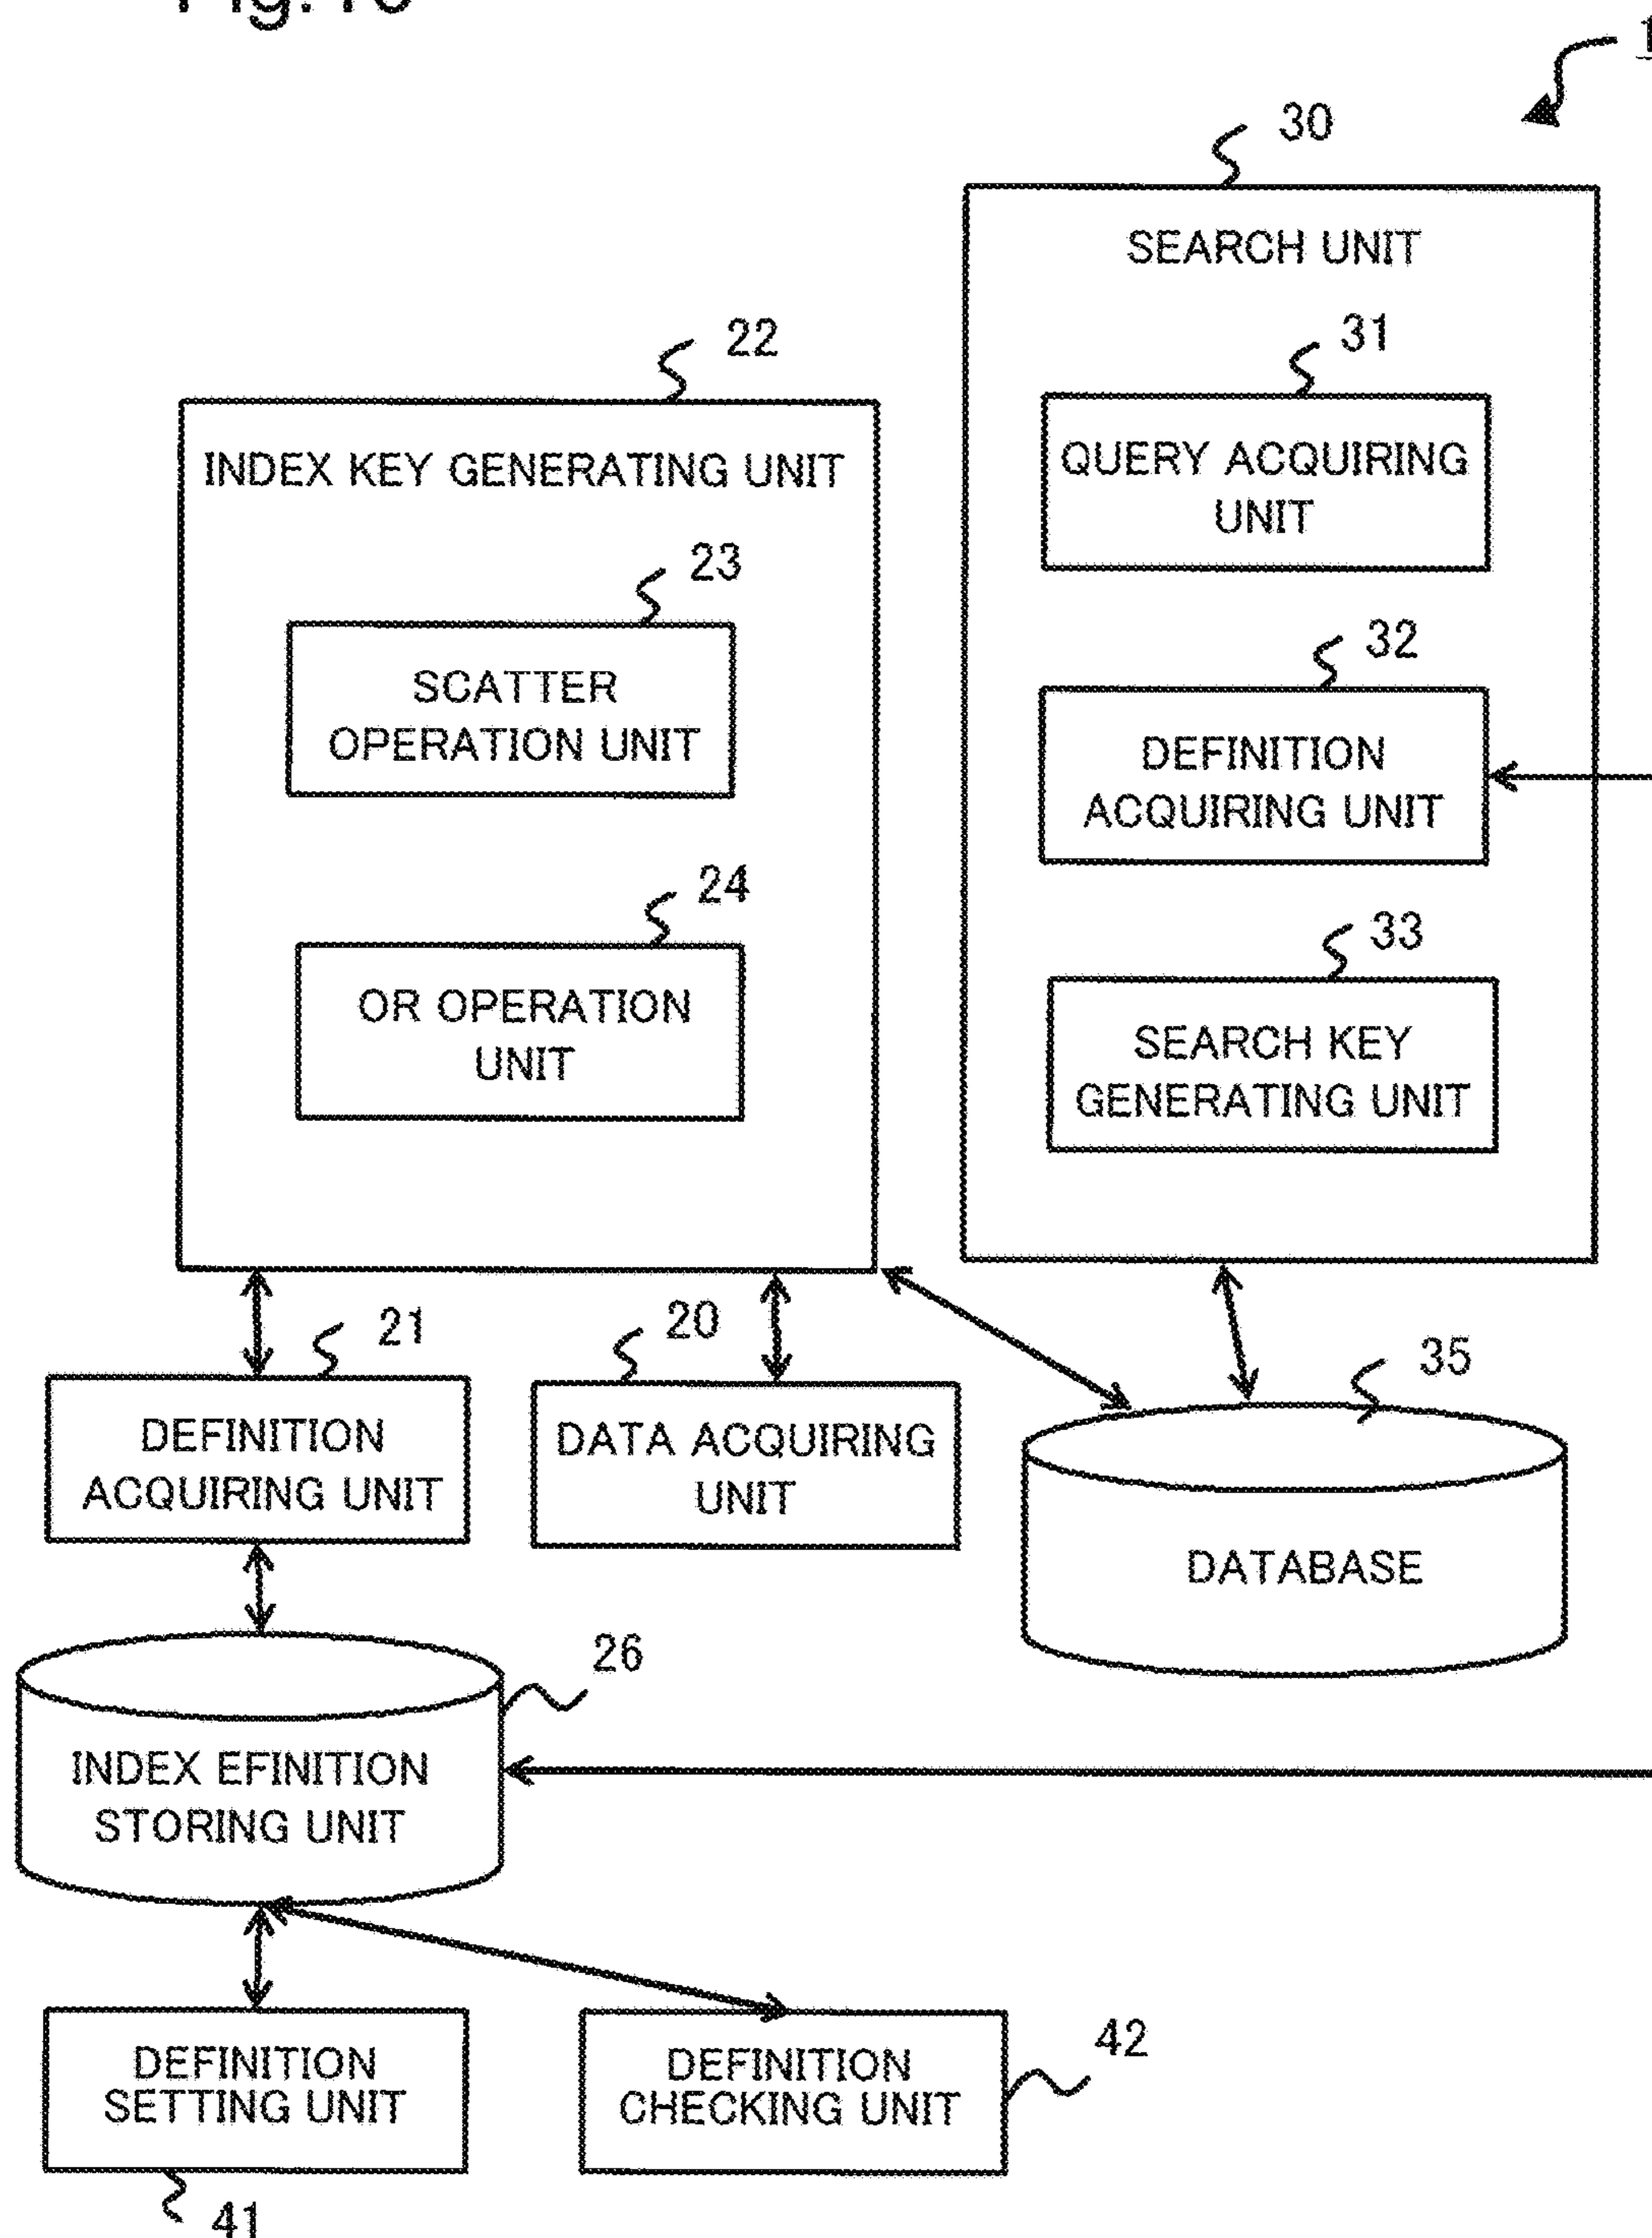 1
30
SEARCH UNIT
31
QUERY ACQUIRING
UNIT
32
DEFINITION
ACQUIRING UNIT
33
SEARCH KEY
GENERATING UNIT
22
INDEX KEY GENERATING UNIT
23
SCATTER
OPERATION UNIT
24
OR OPERATION
UNIT
21
DEFINITION
ACQUIRING UNIT
20
DATA ACQUIRING
UNIT
35
DATABASE
26
INDEX EFINITION
STORING UNIT
DEFINITION
SETTING UNIT
41
DEFINITION
CHECKING UNIT
42